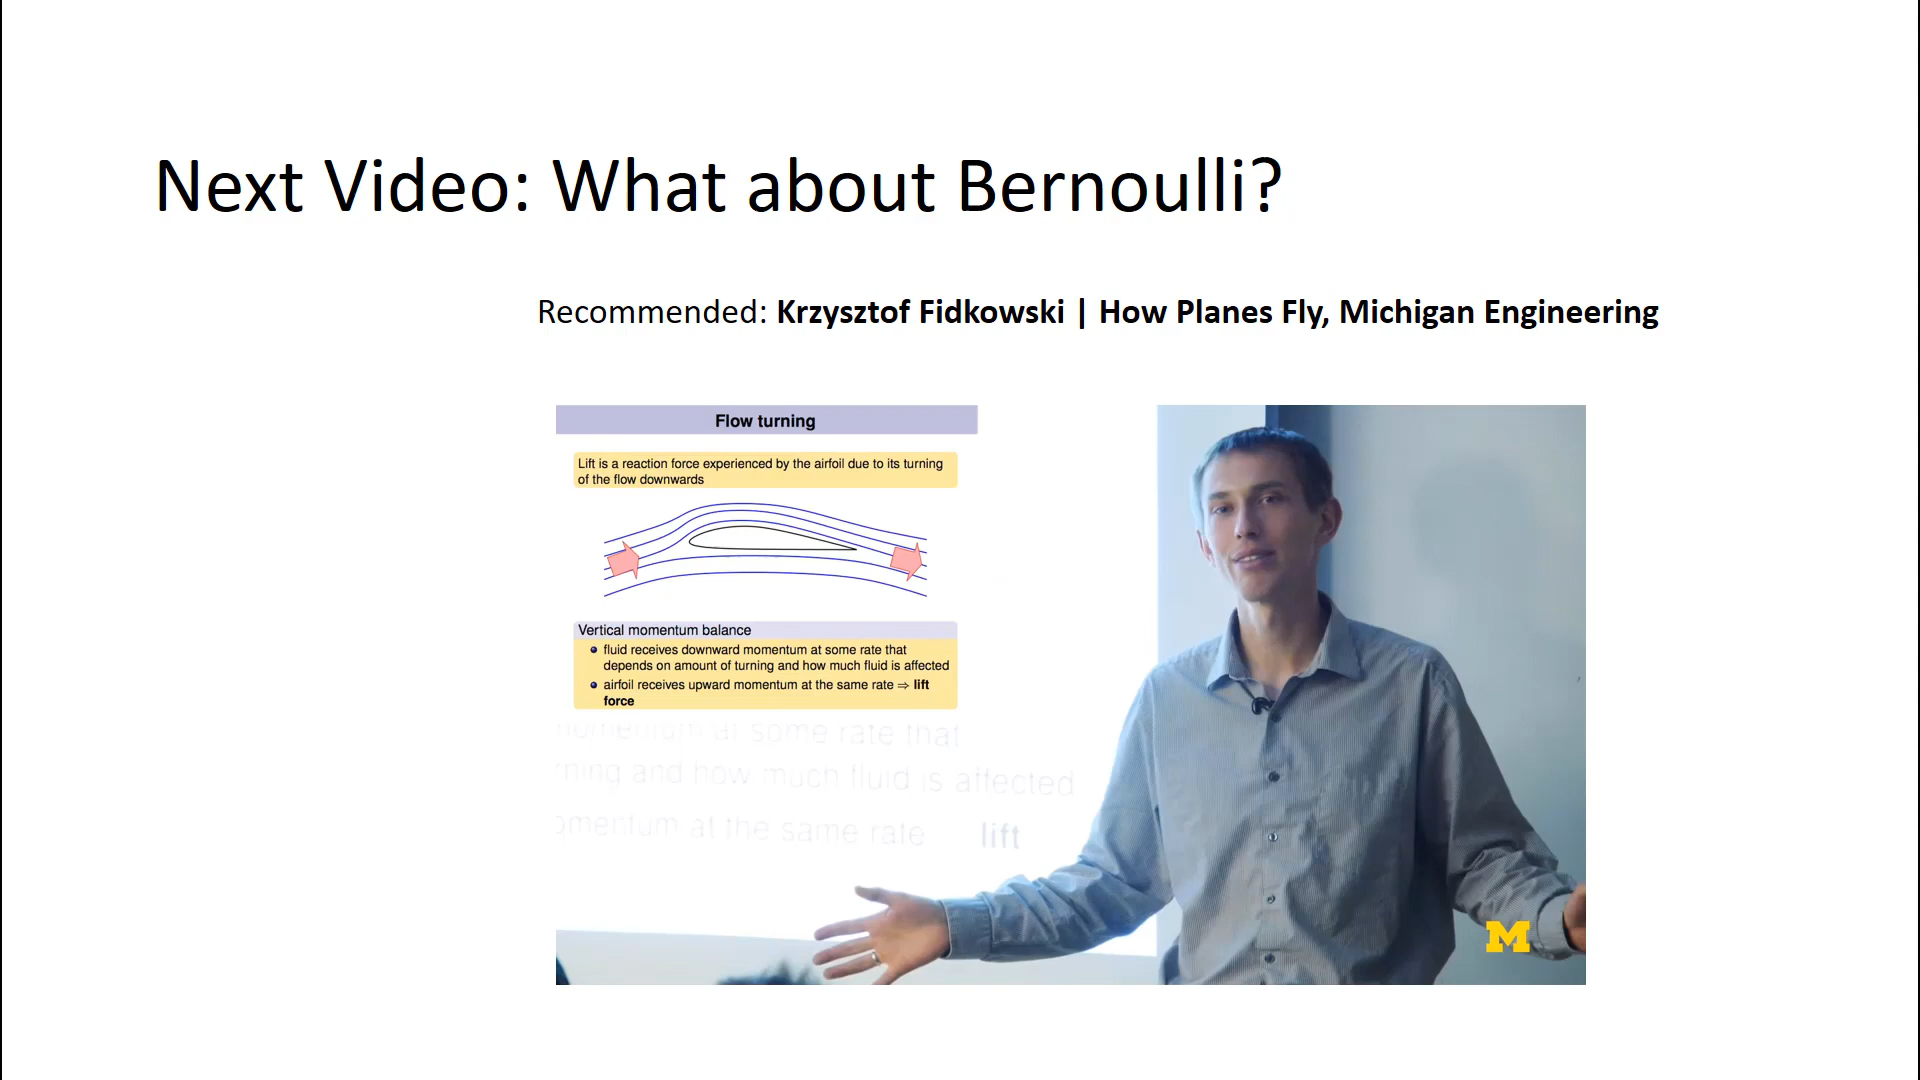 Next Video: What about Bernoulli?
Recommended: Krzysztof Fidkowski | How Planes Fly, Michigan Engineering
Flow turning
Lift is a reaction force experienced by the airfoil due to its turning
of the flow downwards
Vertical momentum balance
fluid receives downward momentum at some rate that
depends on amount of turning and how much fluid is affected
airfoil receives upward momentum at the same rate ⇒ lift
force
momentum at some rate that
and how much fluid is affected
at the same rate lift
M